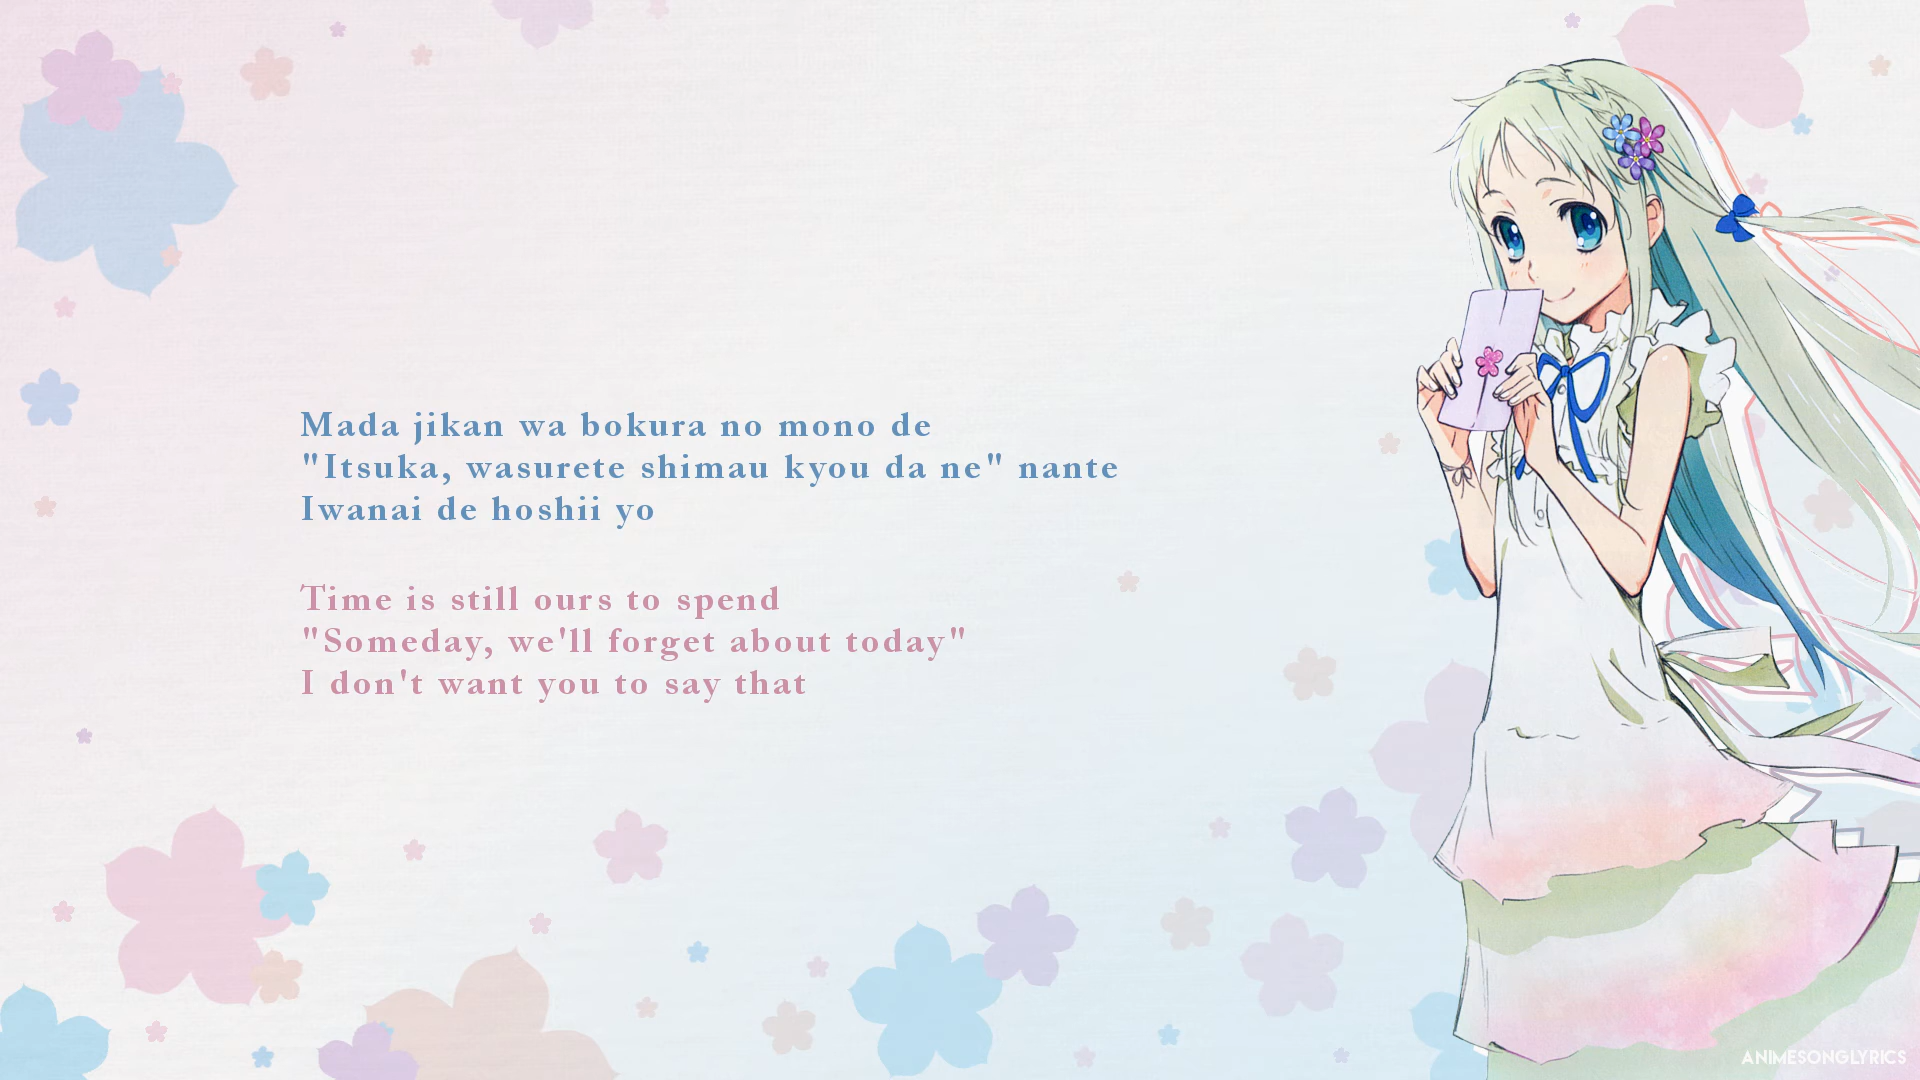 Mada jikan wa bokura no mono de
"Itsuka, wasurete shimau kyou da ne" nante
Iwanai de hoshii yo
Time is still ours to spend
"Someday, we'll forget about today"
I don't want you to say that
ANIMESONGLYRICS